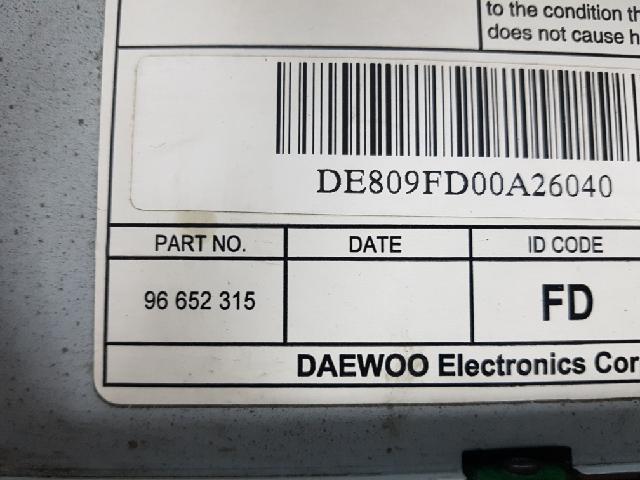 to the condition th
does not cause h
DE809FD00A26040
PART NO. DATE ID CODE
96 652 315 FD
DAEWOO Electronics Cor